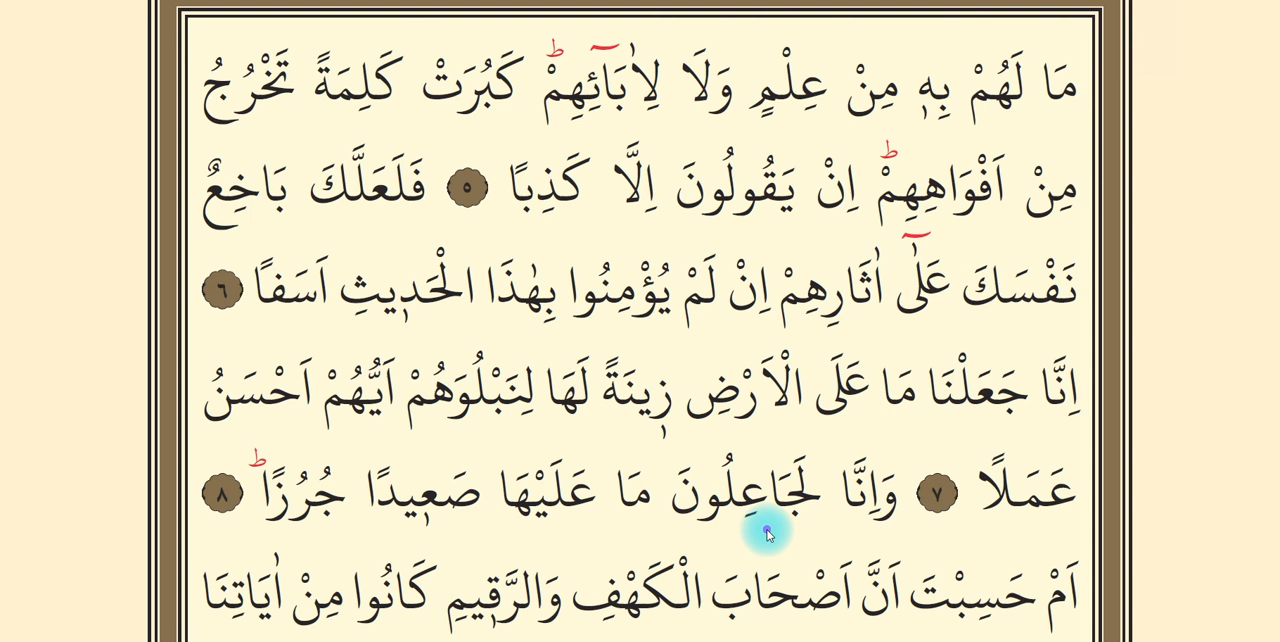 مَا لَهُمْ بِهٖ مِنْ عِلْمٍ وَلَا لِاٰبَٓائِهِمْۜ كَبُرَتْ كَلِمَةً تَخْرُجُ
مِنْ اَفْوَاهِهِمْۜ اِنْ يَقُولُونَ اِلَّا كَذِبًا ٥ فَلَعَلَّكَ بَاخِعٌ
نَفْسَكَ عَلٰٓى اٰثَارِهِمْ اِنْ لَمْ يُؤْمِنُوا بِهٰذَا الْحَدٖيثِ اَسَفًا ٦
اِنَّا جَعَلْنَا مَا عَلَى الْاَرْضِ زٖينَةً لَهَا لِنَبْلُوَهُمْ اَيُّهُمْ اَحْسَنُ
عَمَلًا ٧ وَاِنَّا لَجَاعِلُونَ مَا عَلَيْهَا صَعٖيدًا جُرُزًاۜ ٨
اَمْ حَسِبْتَ اَنَّ اَصْحَابَ الْكَهْفِ وَالرَّقٖيمِ كَانُوا مِنْ اٰيَاتِنَا